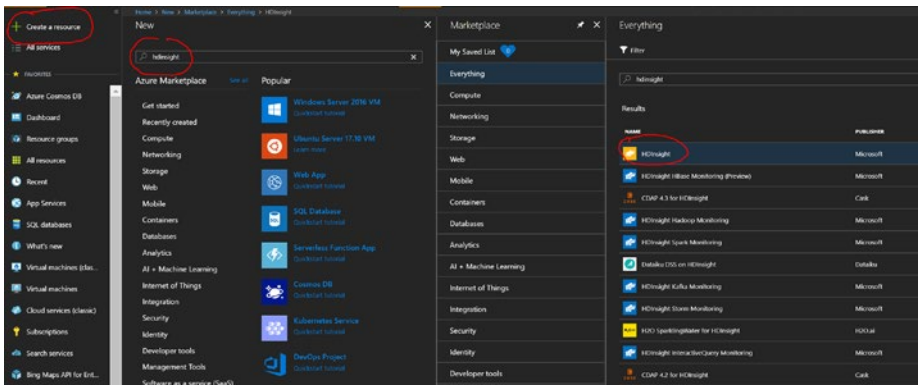 Home > New > Marketplace > Everything > HDInsight
Create a resource
All services
FAVORITES
Azure Cosmos DB
Dashboard
Resource groups
All resources
Recent
App Services
SQL databases
What's new
Virtual machines (clas...
Virtual machines
Cloud services (classic)
Subscriptions
Search services
Bing Maps API for Ent...
New
hdinsight
Azure Marketplace
See all
Popular
Get started
Recently created
Compute
Networking
Storage
Web
Mobile
Containers
Databases
Analytics
AI + Machine Learning
Internet of Things
Integration
Security
Identity
Developer tools
Management Tools
Software as a service (SaaS)
Windows Server 2016 VM
Quickstart tutorial
Ubuntu Server 17.10 VM
Learn more
Web App
Quickstart tutorial
SQL Database
Quickstart tutorial
Serverless Function App
Quickstart tutorial
Cosmos DB
Quickstart tutorial
Kubernetes Service
Quickstart tutorial
DevOps Project
Quickstart tutorial
Marketplace
My Saved List
Everything
Compute
Networking
Storage
Web
Mobile
Containers
Databases
Analytics
AI + Machine Learning
Internet of Things
Integration
Security
Identity
Developer tools
Everything
Filter
hdinsight
Results
NAME PUBLISHER
HDInsight Microsoft
HDInsight HBase Monitoring (Preview) Microsoft
CDAP 4.3 for HDInsight Cask
HDInsight Hadoop Monitoring Microsoft
HDInsight Spark Monitoring Microsoft
Dataiku DSS on HDInsight Dataiku
HDInsight Kafka Monitoring Microsoft
HDInsight Storm Monitoring Microsoft
H2O SparklingWater for HDInsight H2O.ai
HDInsight InteractiveQuery Monitoring Microsoft
CDAP 4.2 for HDInsight Cask